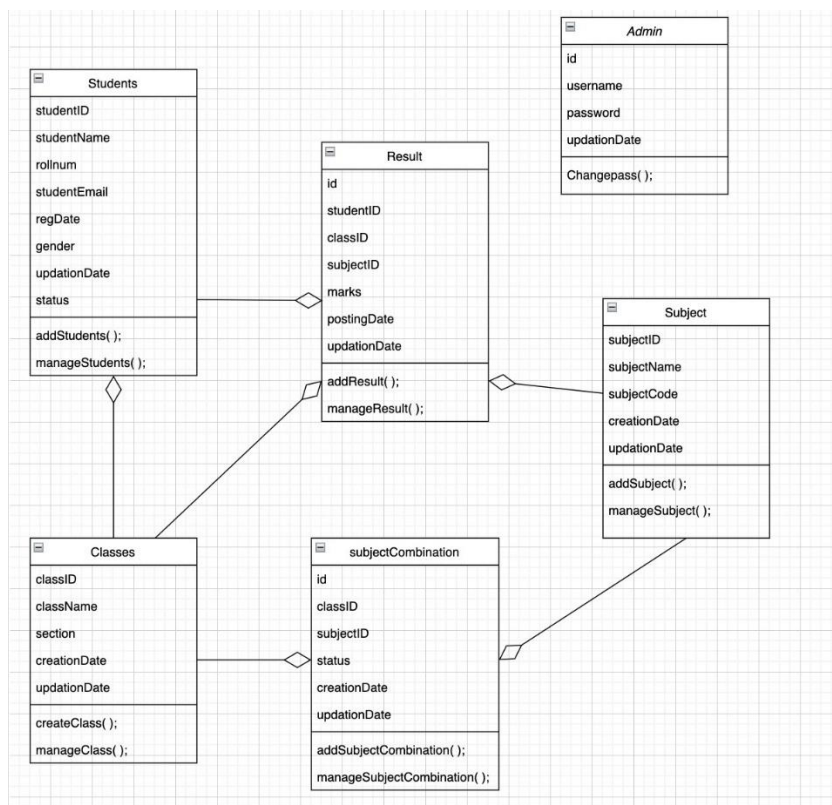 Admin
id
username
password
updationDate
Changepass( );
Students
studentID
studentName
rollnum
studentEmail
regDate
gender
updationDate
status
addStudents( );
manageStudents( );
Result
id
studentID
classID
subjectID
marks
postingDate
updationDate
addResult( );
manageResult( );
Subject
subjectID
subjectName
subjectCode
creationDate
updationDate
addSubject( );
manageSubject( );
Classes
classID
className
section
creationDate
updationDate
createClass( );
manageClass( );
subjectCombination
id
classID
subjectID
status
creationDate
updationDate
addSubjectCombination( );
manageSubjectCombination( );